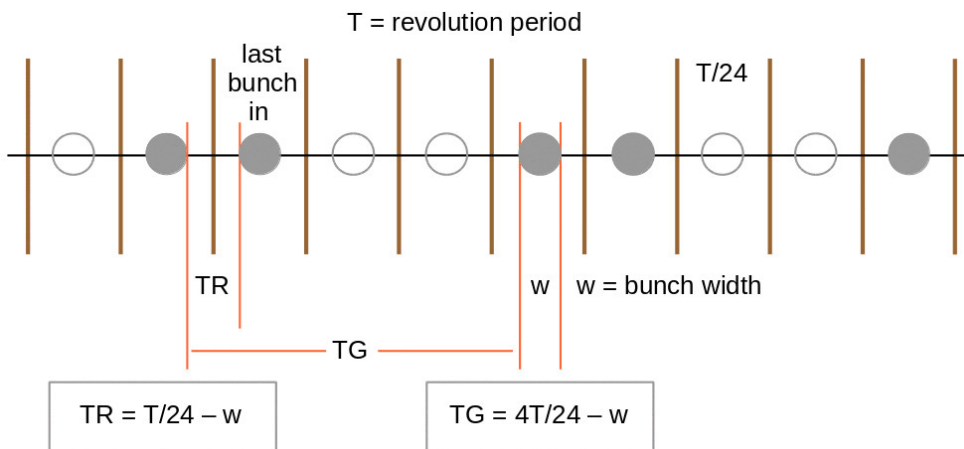 T = revolution period
last
bunch
in
T/24
TR
w
w = bunch width
TG
TR = T/24 – w
TG = 4T/24 – w